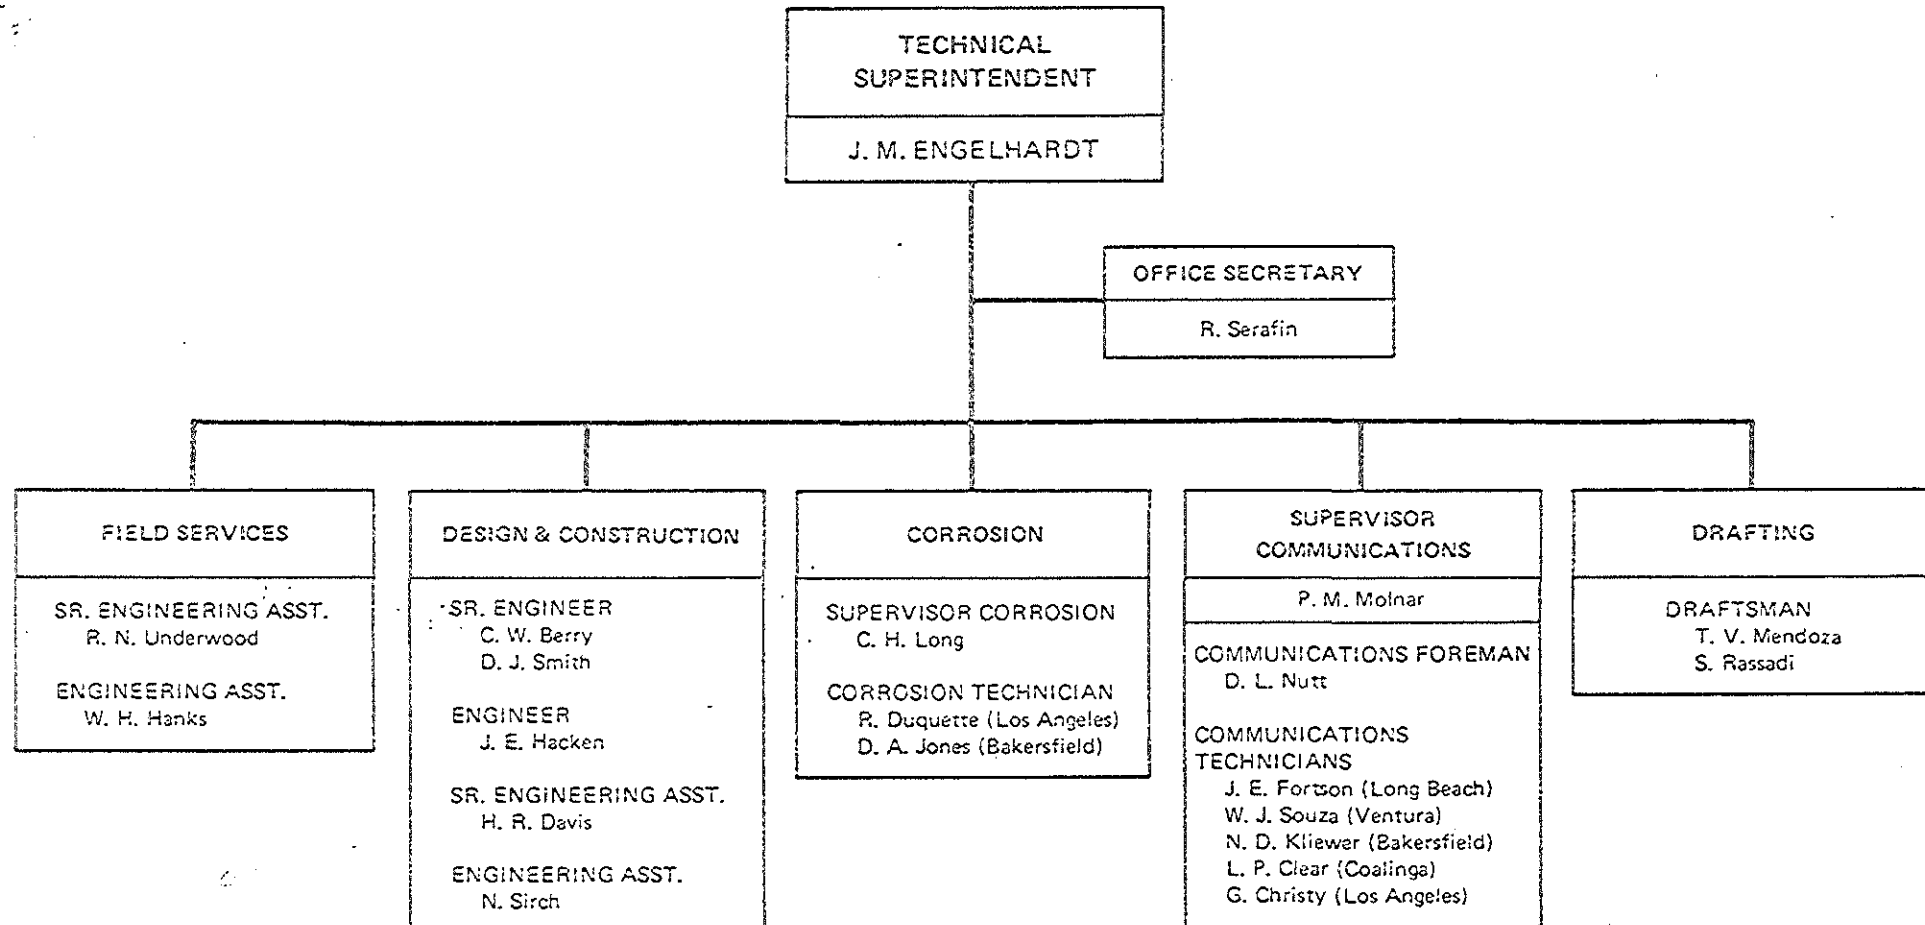 TECHNICAL
SUPERINTENDENT
J. M. ENGELHARDT
OFFICE SECRETARY
R. Serafin
FIELD SERVICES
SR. ENGINEERING ASST.
R. N. Underwood
ENGINEERING ASST.
W. H. Hanks
DESIGN & CONSTRUCTION
SR. ENGINEER
C. W. Berry
D. J. Smith
ENGINEER
J. E. Hacken
SR. ENGINEERING ASST.
H. R. Davis
ENGINEERING ASST.
N. Sirch
CORROSION
SUPERVISOR CORROSION
C. H. Long
CORROSION TECHNICIAN
R. Duquette (Los Angeles)
D. A. Jones (Bakersfield)
SUPERVISOR
COMMUNICATIONS
P. M. Molnar
COMMUNICATIONS FOREMAN
D. L. Nutt
COMMUNICATIONS
TECHNICIANS
J. E. Fortson (Long Beach)
W. J. Souza (Ventura)
N. D. Kliewer (Bakersfield)
L. P. Clear (Coalinga)
G. Christy (Los Angeles)
DRAFTING
DRAFTSMAN
T. V. Mendoza
S. Rassadi